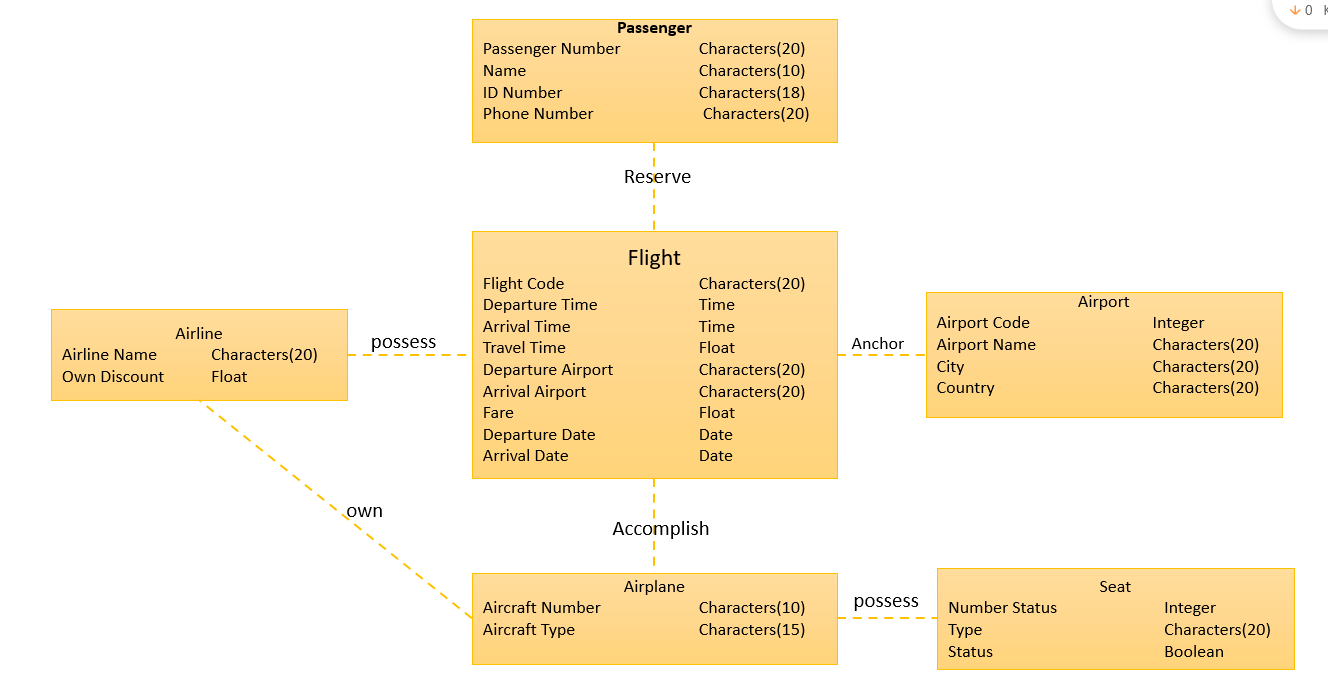 ↓ 0 K
Passenger
Passenger Number Characters(20)
Name Characters(10)
ID Number Characters(18)
Phone Number Characters(20)
Reserve
Flight
Flight Code Characters(20)
Departure Time Time
Arrival Time Time
Travel Time Float
Departure Airport Characters(20)
Arrival Airport Characters(20)
Fare Float
Departure Date Date
Arrival Date Date
Airline
Airline Name Characters(20)
Own Discount Float
possess
Anchor
Airport
Airport Code Integer
Airport Name Characters(20)
City Characters(20)
Country Characters(20)
own
Accomplish
Airplane
Aircraft Number Characters(10)
Aircraft Type Characters(15)
possess
Seat
Number Status Integer
Type Characters(20)
Status Boolean